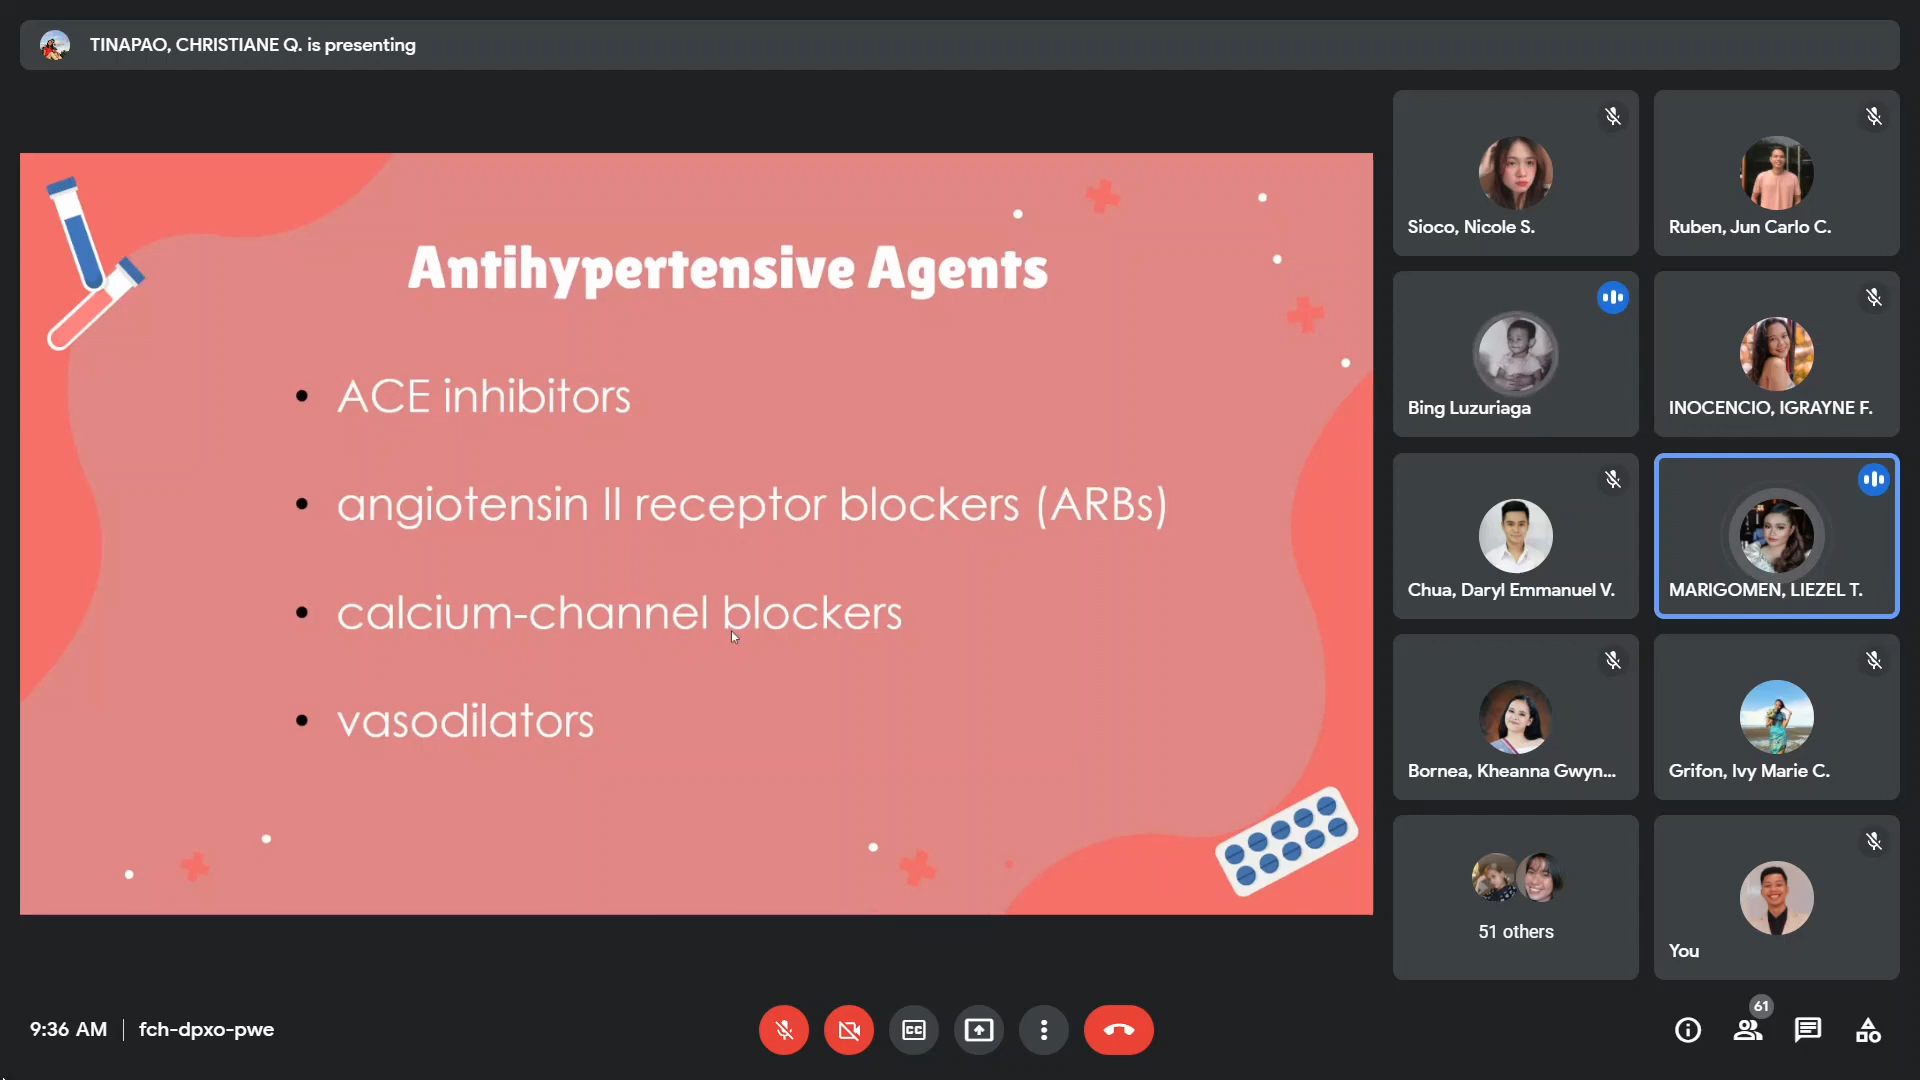 TINAPAO, CHRISTIANE Q. is presenting
Antihypertensive Agents
• ACE inhibitors
• angiotensin II receptor blockers (ARBs)
• calcium-channel blockers
• vasodilators
Sioco, Nicole S.
Ruben, Jun Carlo C.
Bing Luzuriaga
INOCENCIO, IGRAYNE F.
Chua, Daryl Emmanuel V.
MARIGOMEN, LIEZEL T.
Bornea, Kheanna Gwyn...
Grifon, Ivy Marie C.
51 others
You
9:36 AM | fch-dpxo-pwe
CC
61